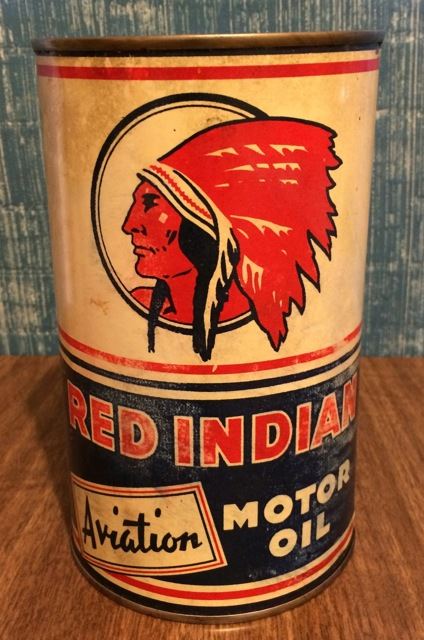 RED INDIAN
Aviation
MOTOR
OIL